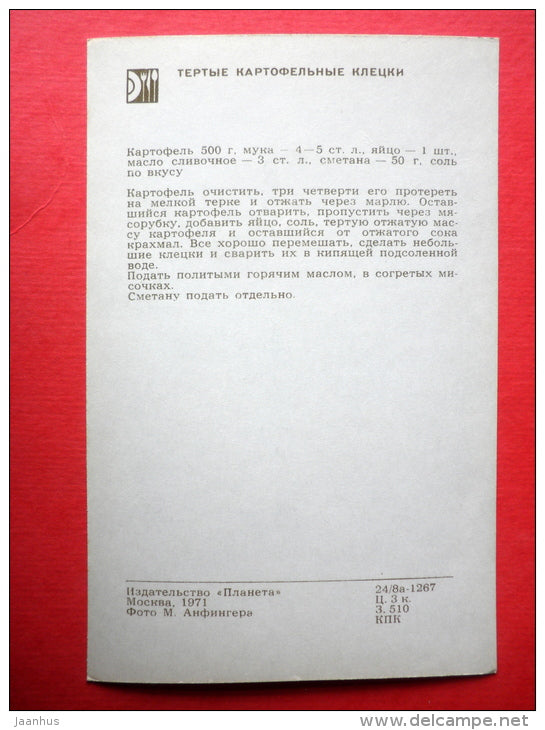 ТЕРТЫЕ КАРТОФЕЛЬНЫЕ КЛЕЦКИ
Картофель 500 г, мука — 4—5 ст. л., яйцо — 1 шт.,
масло сливочное — 3 ст. л., сметана — 50 г, соль
по вкусу
Картофель очистить, три четверти его протереть
на мелкой терке и отжать через марлю. Остав-
шийся картофель отварить, пропустить через мя-
сорубку, добавить яйцо, соль, тертую отжатую мас-
су картофеля и оставшийся от отжатого сока
крахмал. Все хорошо перемешать, сделать неболь-
шие клецки и сварить их в кипящей подсоленной
воде.
Подать политыми горячим маслом, в согретых ми-
сочках.
Сметану подать отдельно.
Издательство «Планета»
Москва, 1971
Фото М. Анфингера
24/8а-1267
Ц. 3 к.
З. 510
КПК
jaanhus
delcampe.net